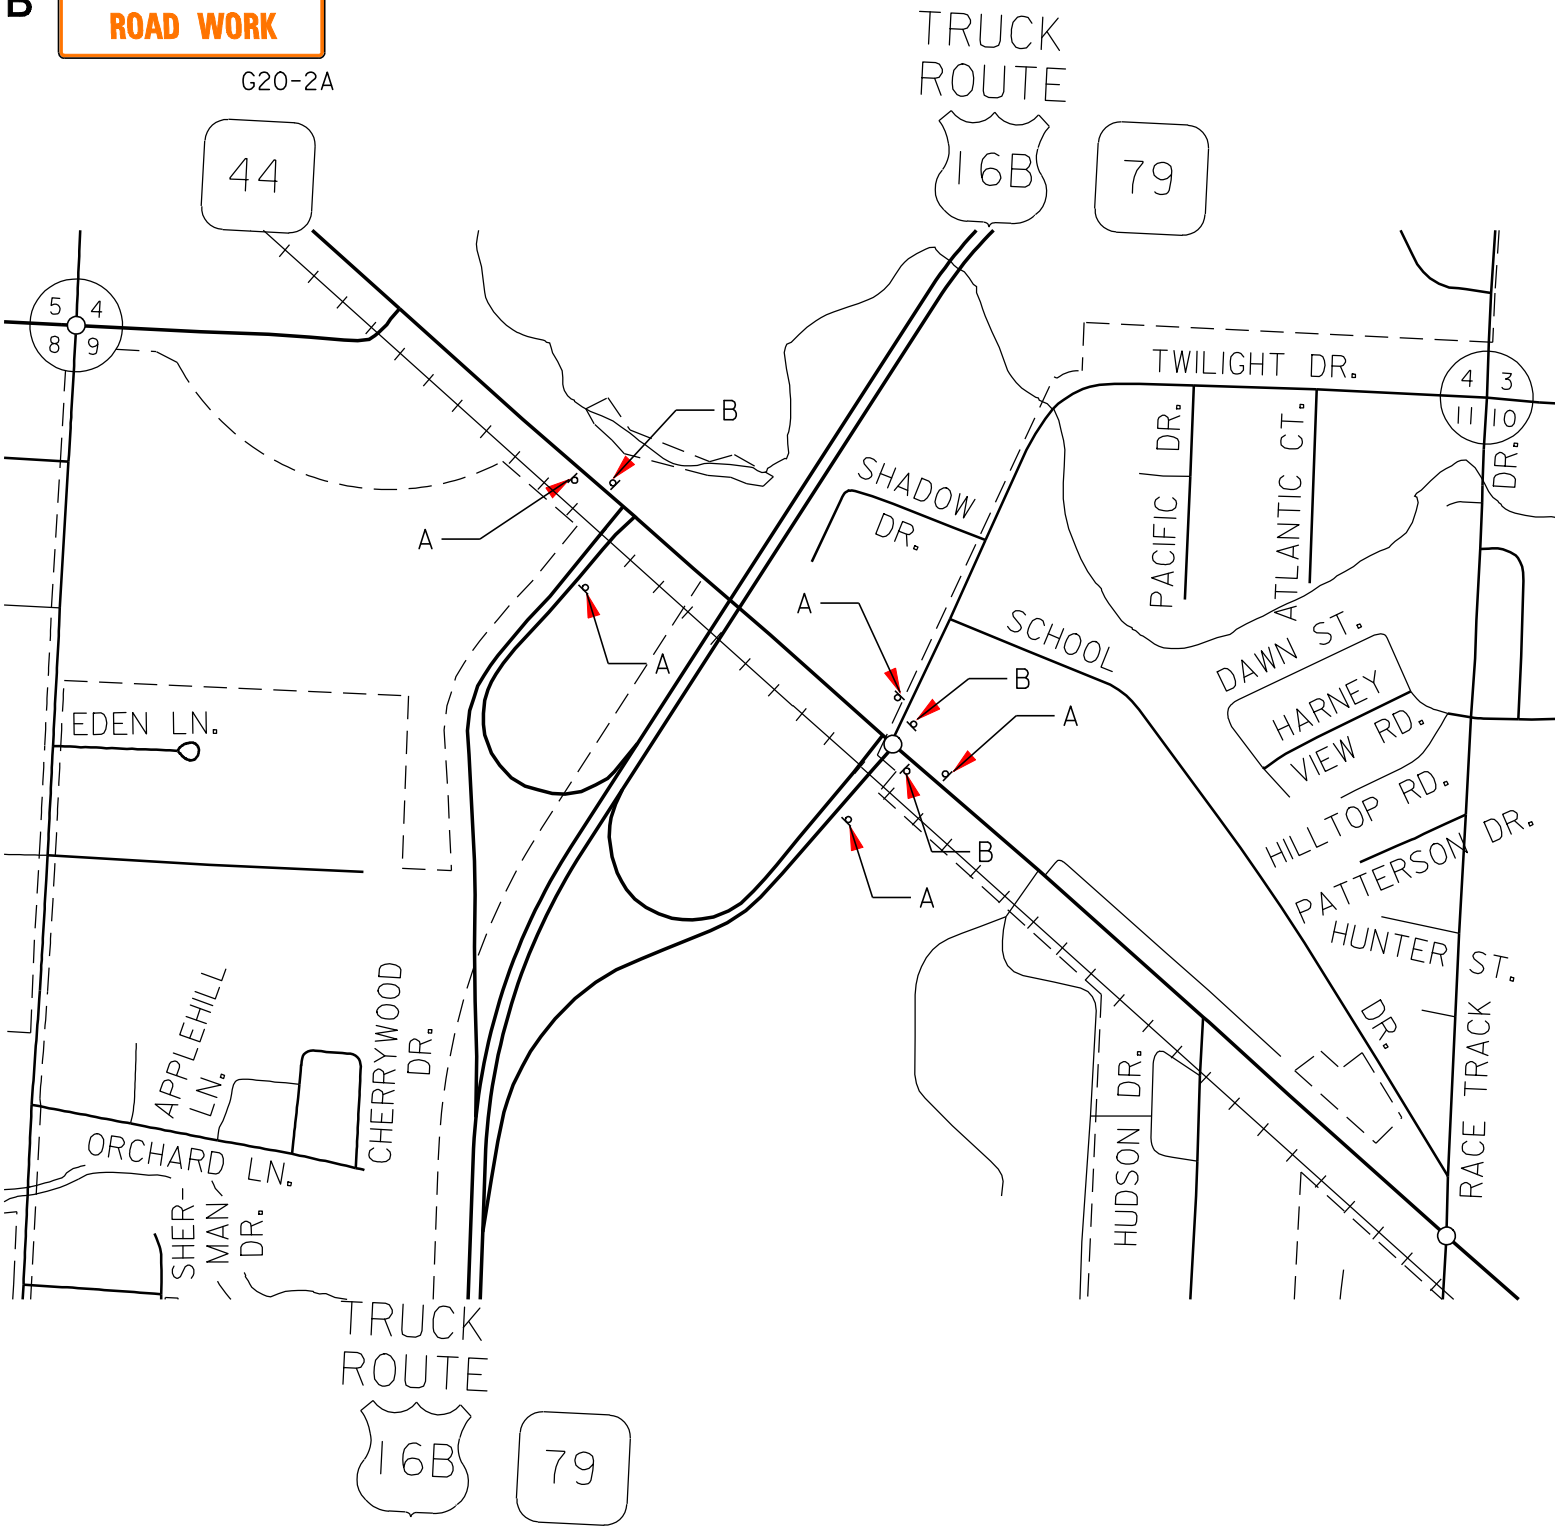 B
ROAD WORK
G20-2A
TRUCK
ROUTE
16B
79
44
5 4
8 9
TWILIGHT DR.
4 3
11 10
B
A
SHADOW
DR.
PACIFIC DR.
ATLANTIC CT.
DR.
A
A
SCHOOL
B
A
DAWN ST.
HARNEY
VIEW RD.
EDEN LN.
HILLTOP RD.
PATTERSON DR.
HUNTER ST.
B
A
DR.
RACE TRACK
APPLEHILL
LN.
CHERRYWOOD
DR.
ORCHARD LN.
HUDSON DR.
SHER-
MAN
DR.
TRUCK
ROUTE
16B
79